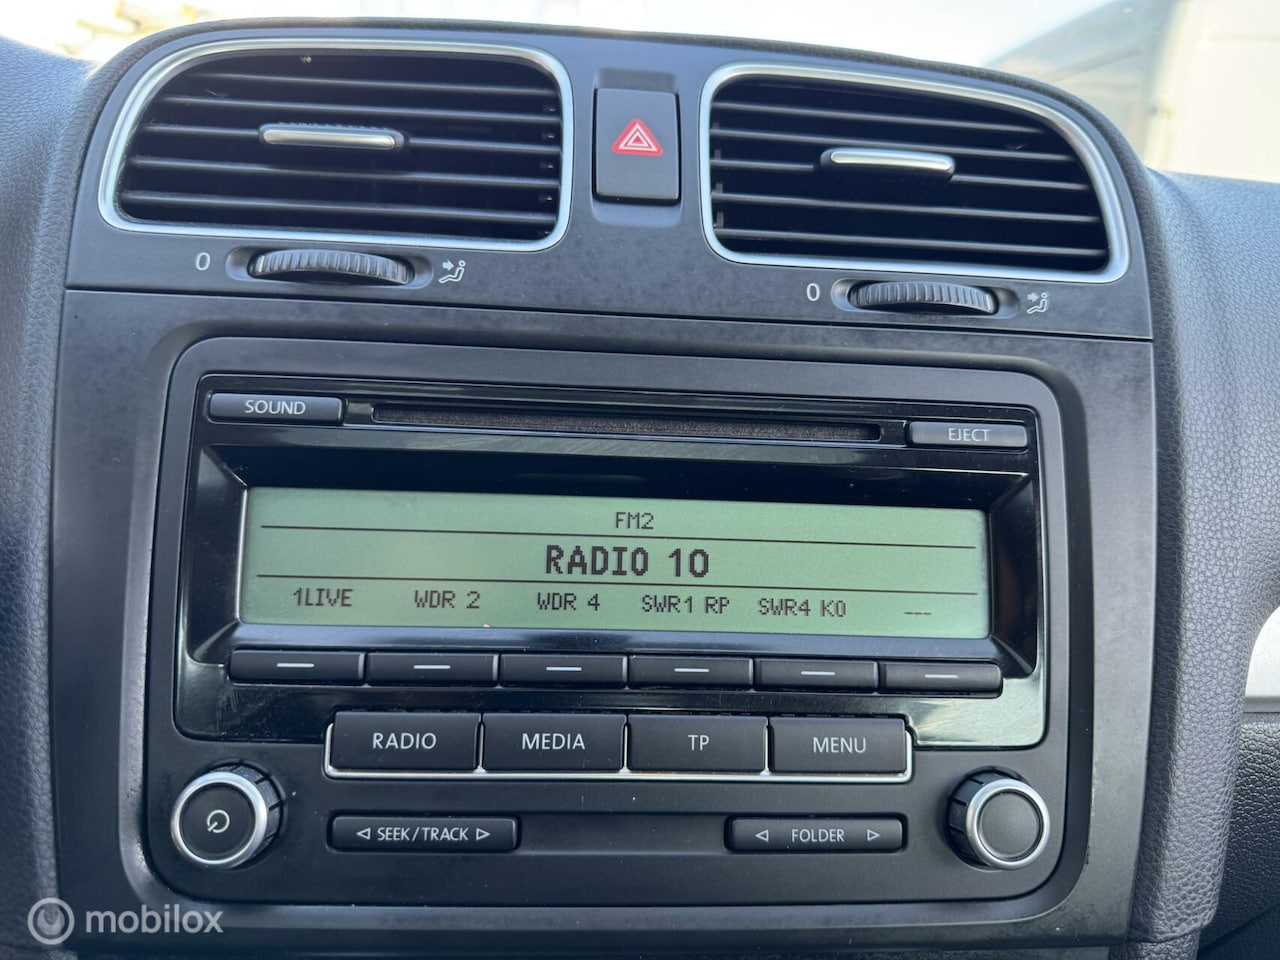 0
0
SOUND
EJECT
FM2
RADIO 10
1LIVE WDR 2 WDR 4 SWR1 RP SWR4 KO ---
RADIO MEDIA TP MENU
SEEK/TRACK FOLDER
mobilox